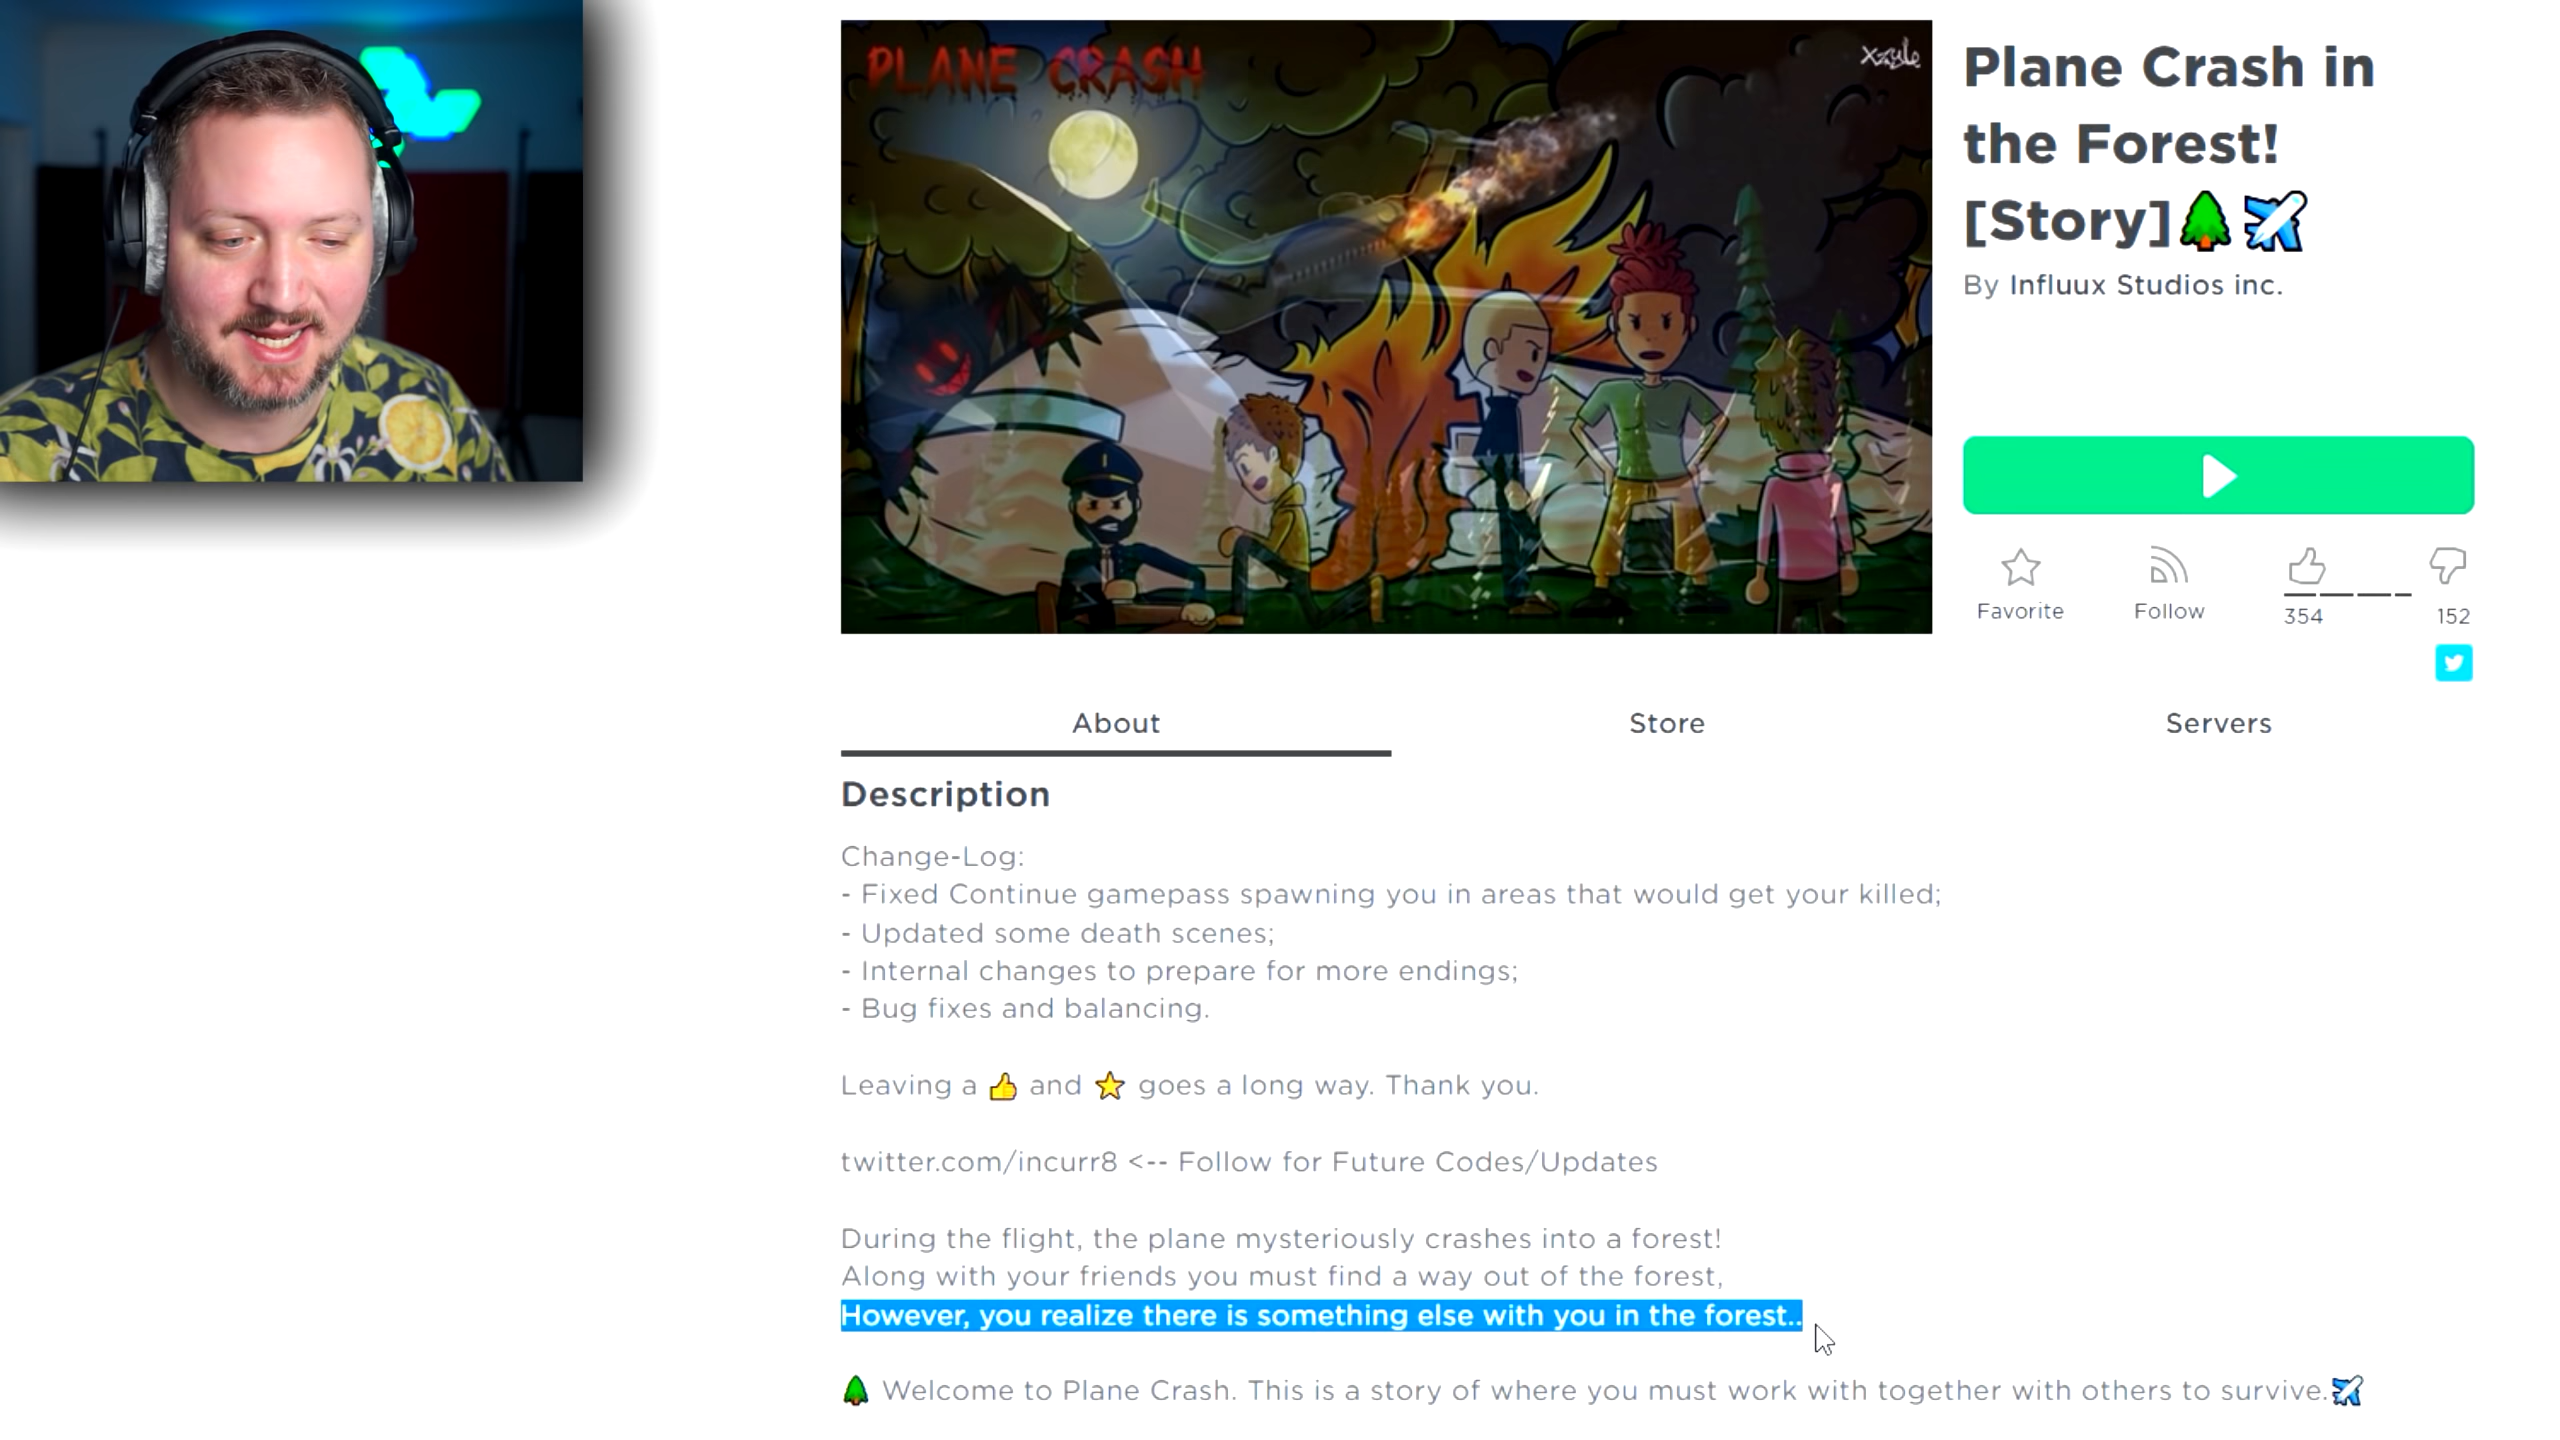 PLANE CRASH
Xzyle
Plane Crash in
the Forest!
[Story]🌲✈️
By Influux Studios inc.
Favorite
Follow
354
152
About
Store
Servers
Description
Change-Log:
- Fixed Continue gamepass spawning you in areas that would get your killed;
- Updated some death scenes;
- Internal changes to prepare for more endings;
- Bug fixes and balancing.
Leaving a 👍 and ⭐ goes a long way. Thank you.
twitter.com/incurr8 <-- Follow for Future Codes/Updates
During the flight, the plane mysteriously crashes into a forest!
Along with your friends you must find a way out of the forest,
However, you realize there is something else with you in the forest..
🌲 Welcome to Plane Crash. This is a story of where you must work with together with others to survive.✈️